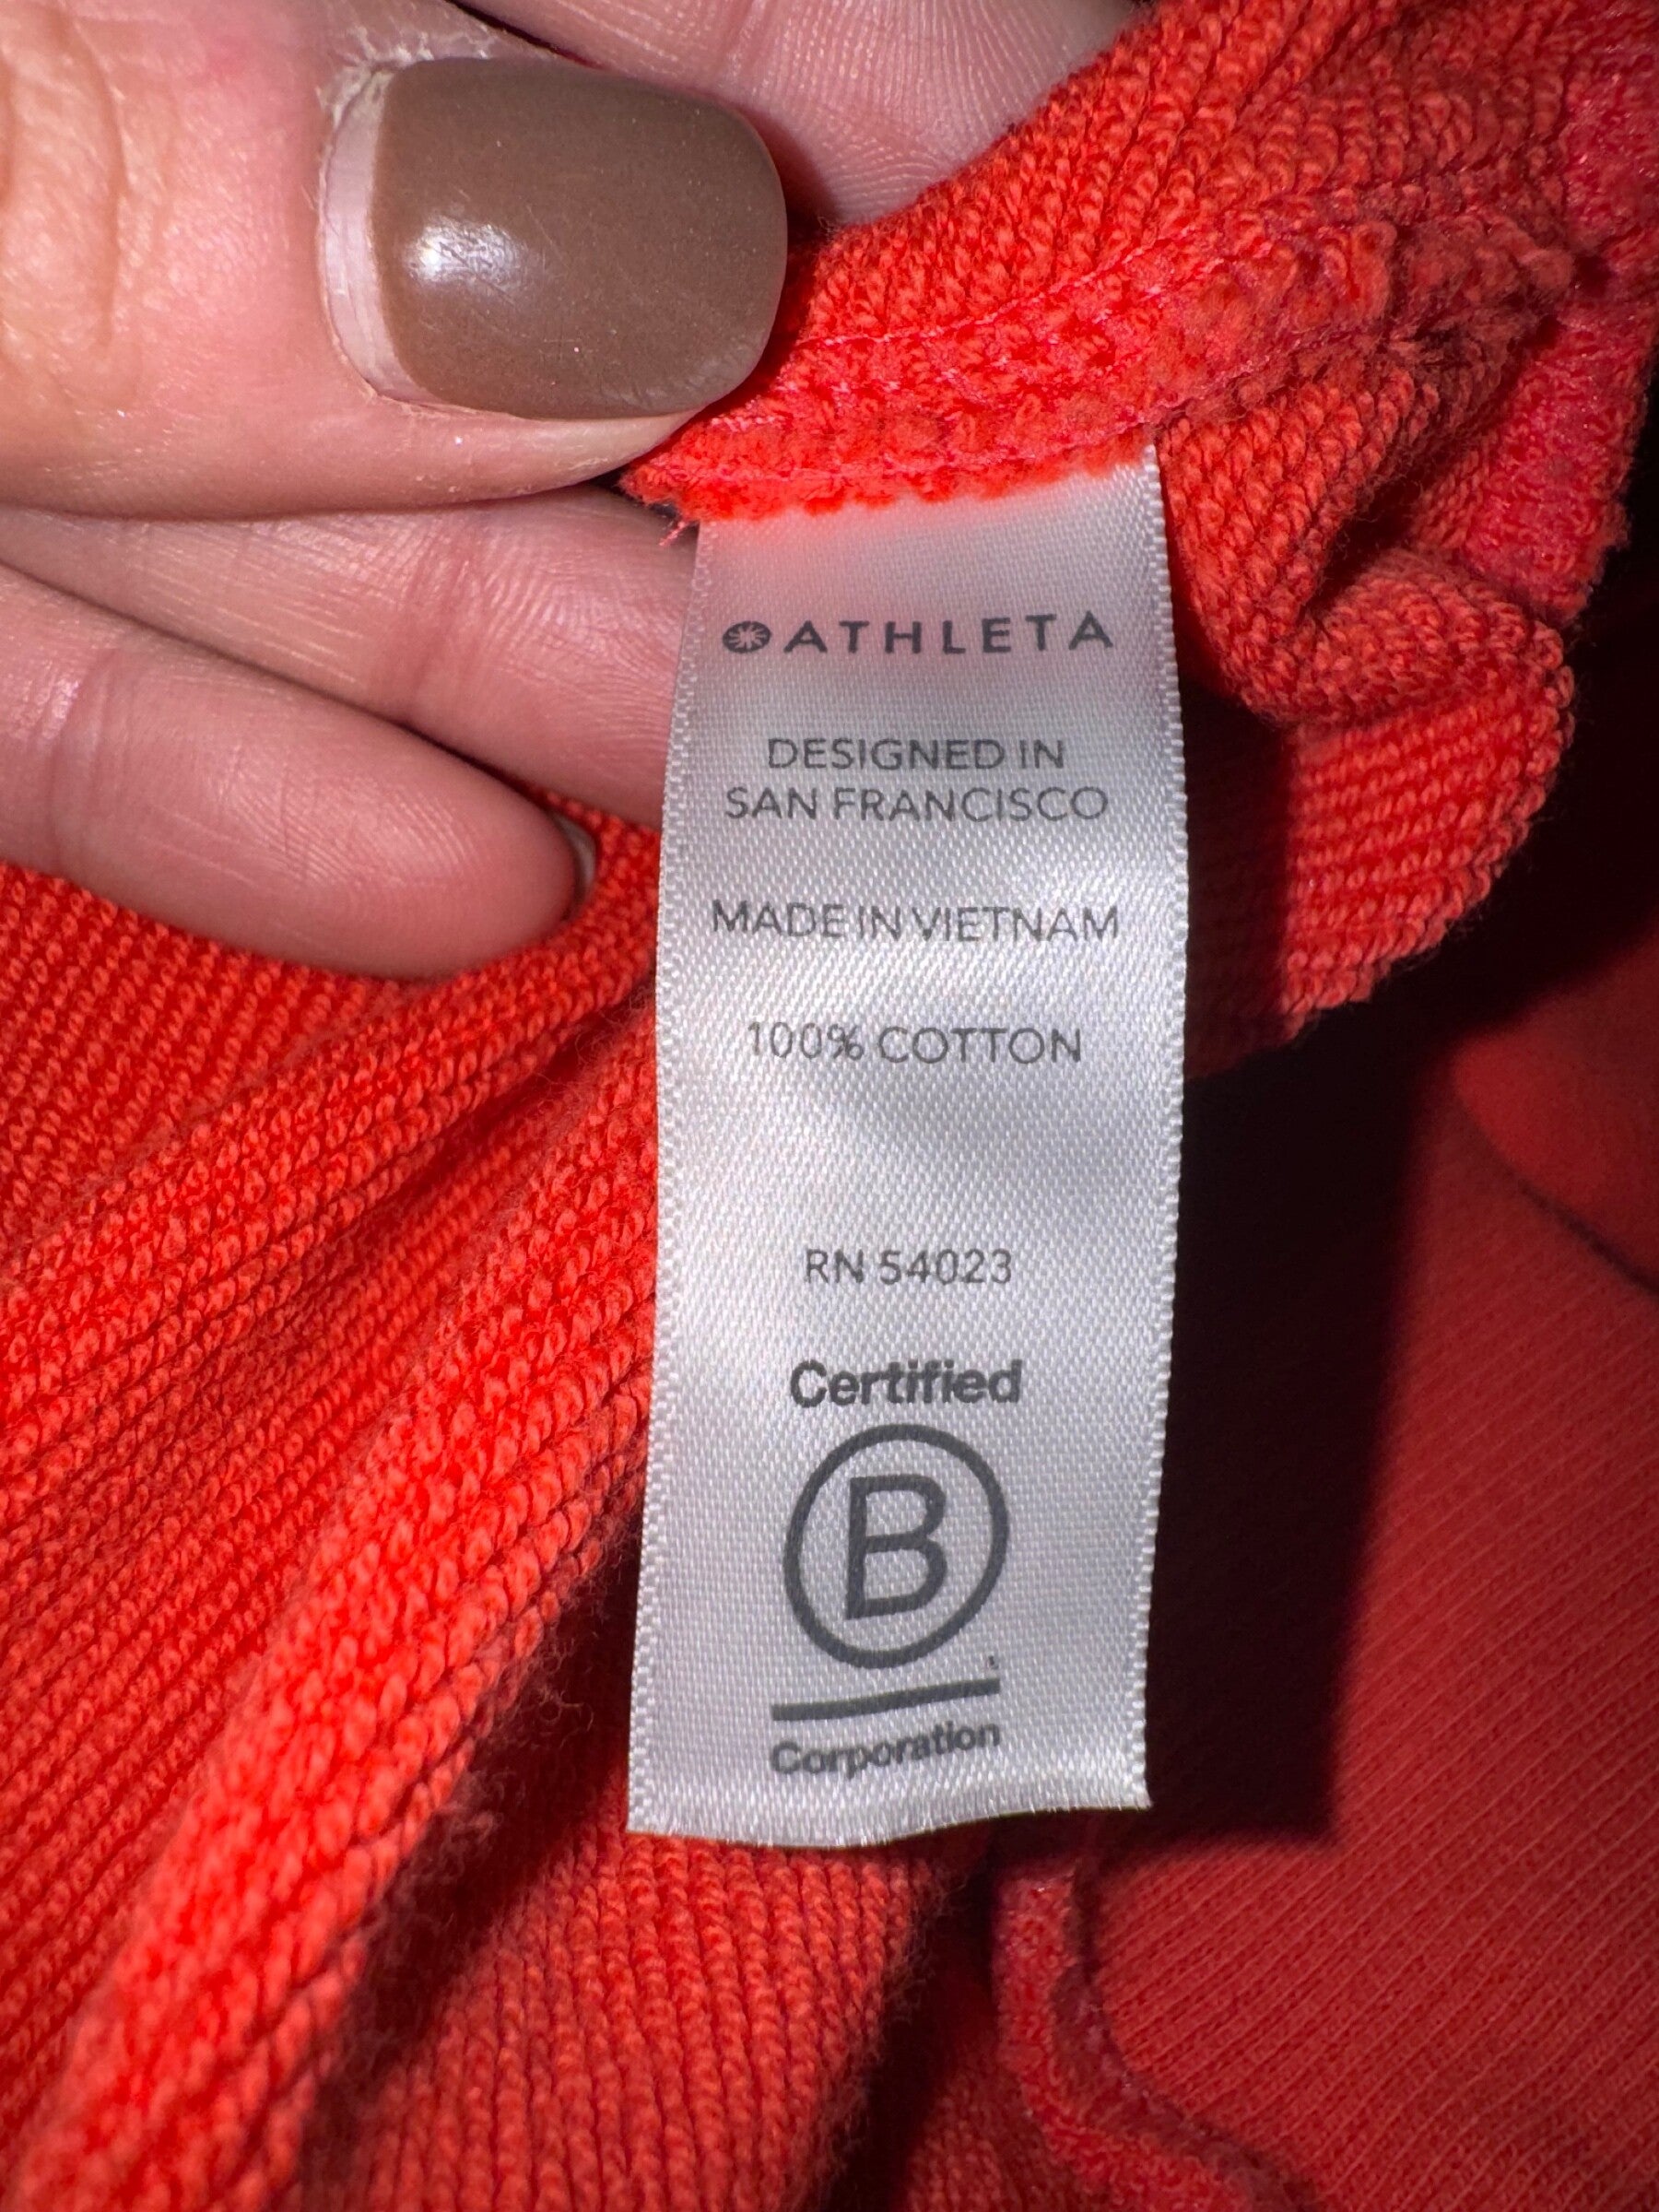 ATHLETA
DESIGNED IN
SAN FRANCISCO
MADE IN VIETNAM
100% COTTON
RN 54023
Certified
B
Corporation